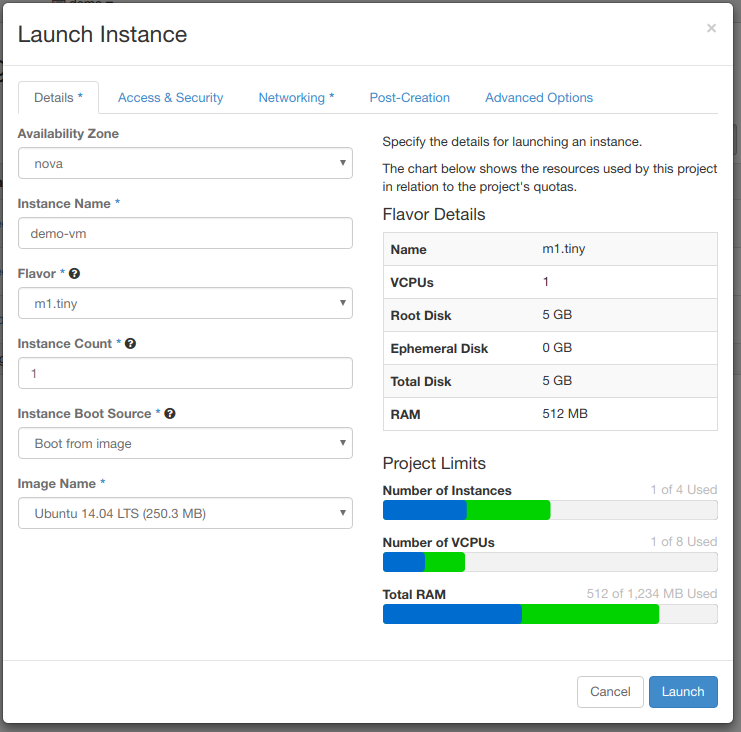 Launch Instance
×
Details *
Access & Security
Networking *
Post-Creation
Advanced Options
Availability Zone
nova
Instance Name *
demo-vm
Flavor *
m1.tiny
Instance Count *
1
Instance Boot Source *
Boot from image
Image Name *
Ubuntu 14.04 LTS (250.3 MB)
Specify the details for launching an instance.
The chart below shows the resources used by this project
in relation to the project's quotas.
Flavor Details
Name m1.tiny
VCPUs 1
Root Disk 5 GB
Ephemeral Disk 0 GB
Total Disk 5 GB
RAM 512 MB
Project Limits
Number of Instances 1 of 4 Used
Number of VCPUs 1 of 8 Used
Total RAM 512 of 1,234 MB Used
Cancel
Launch